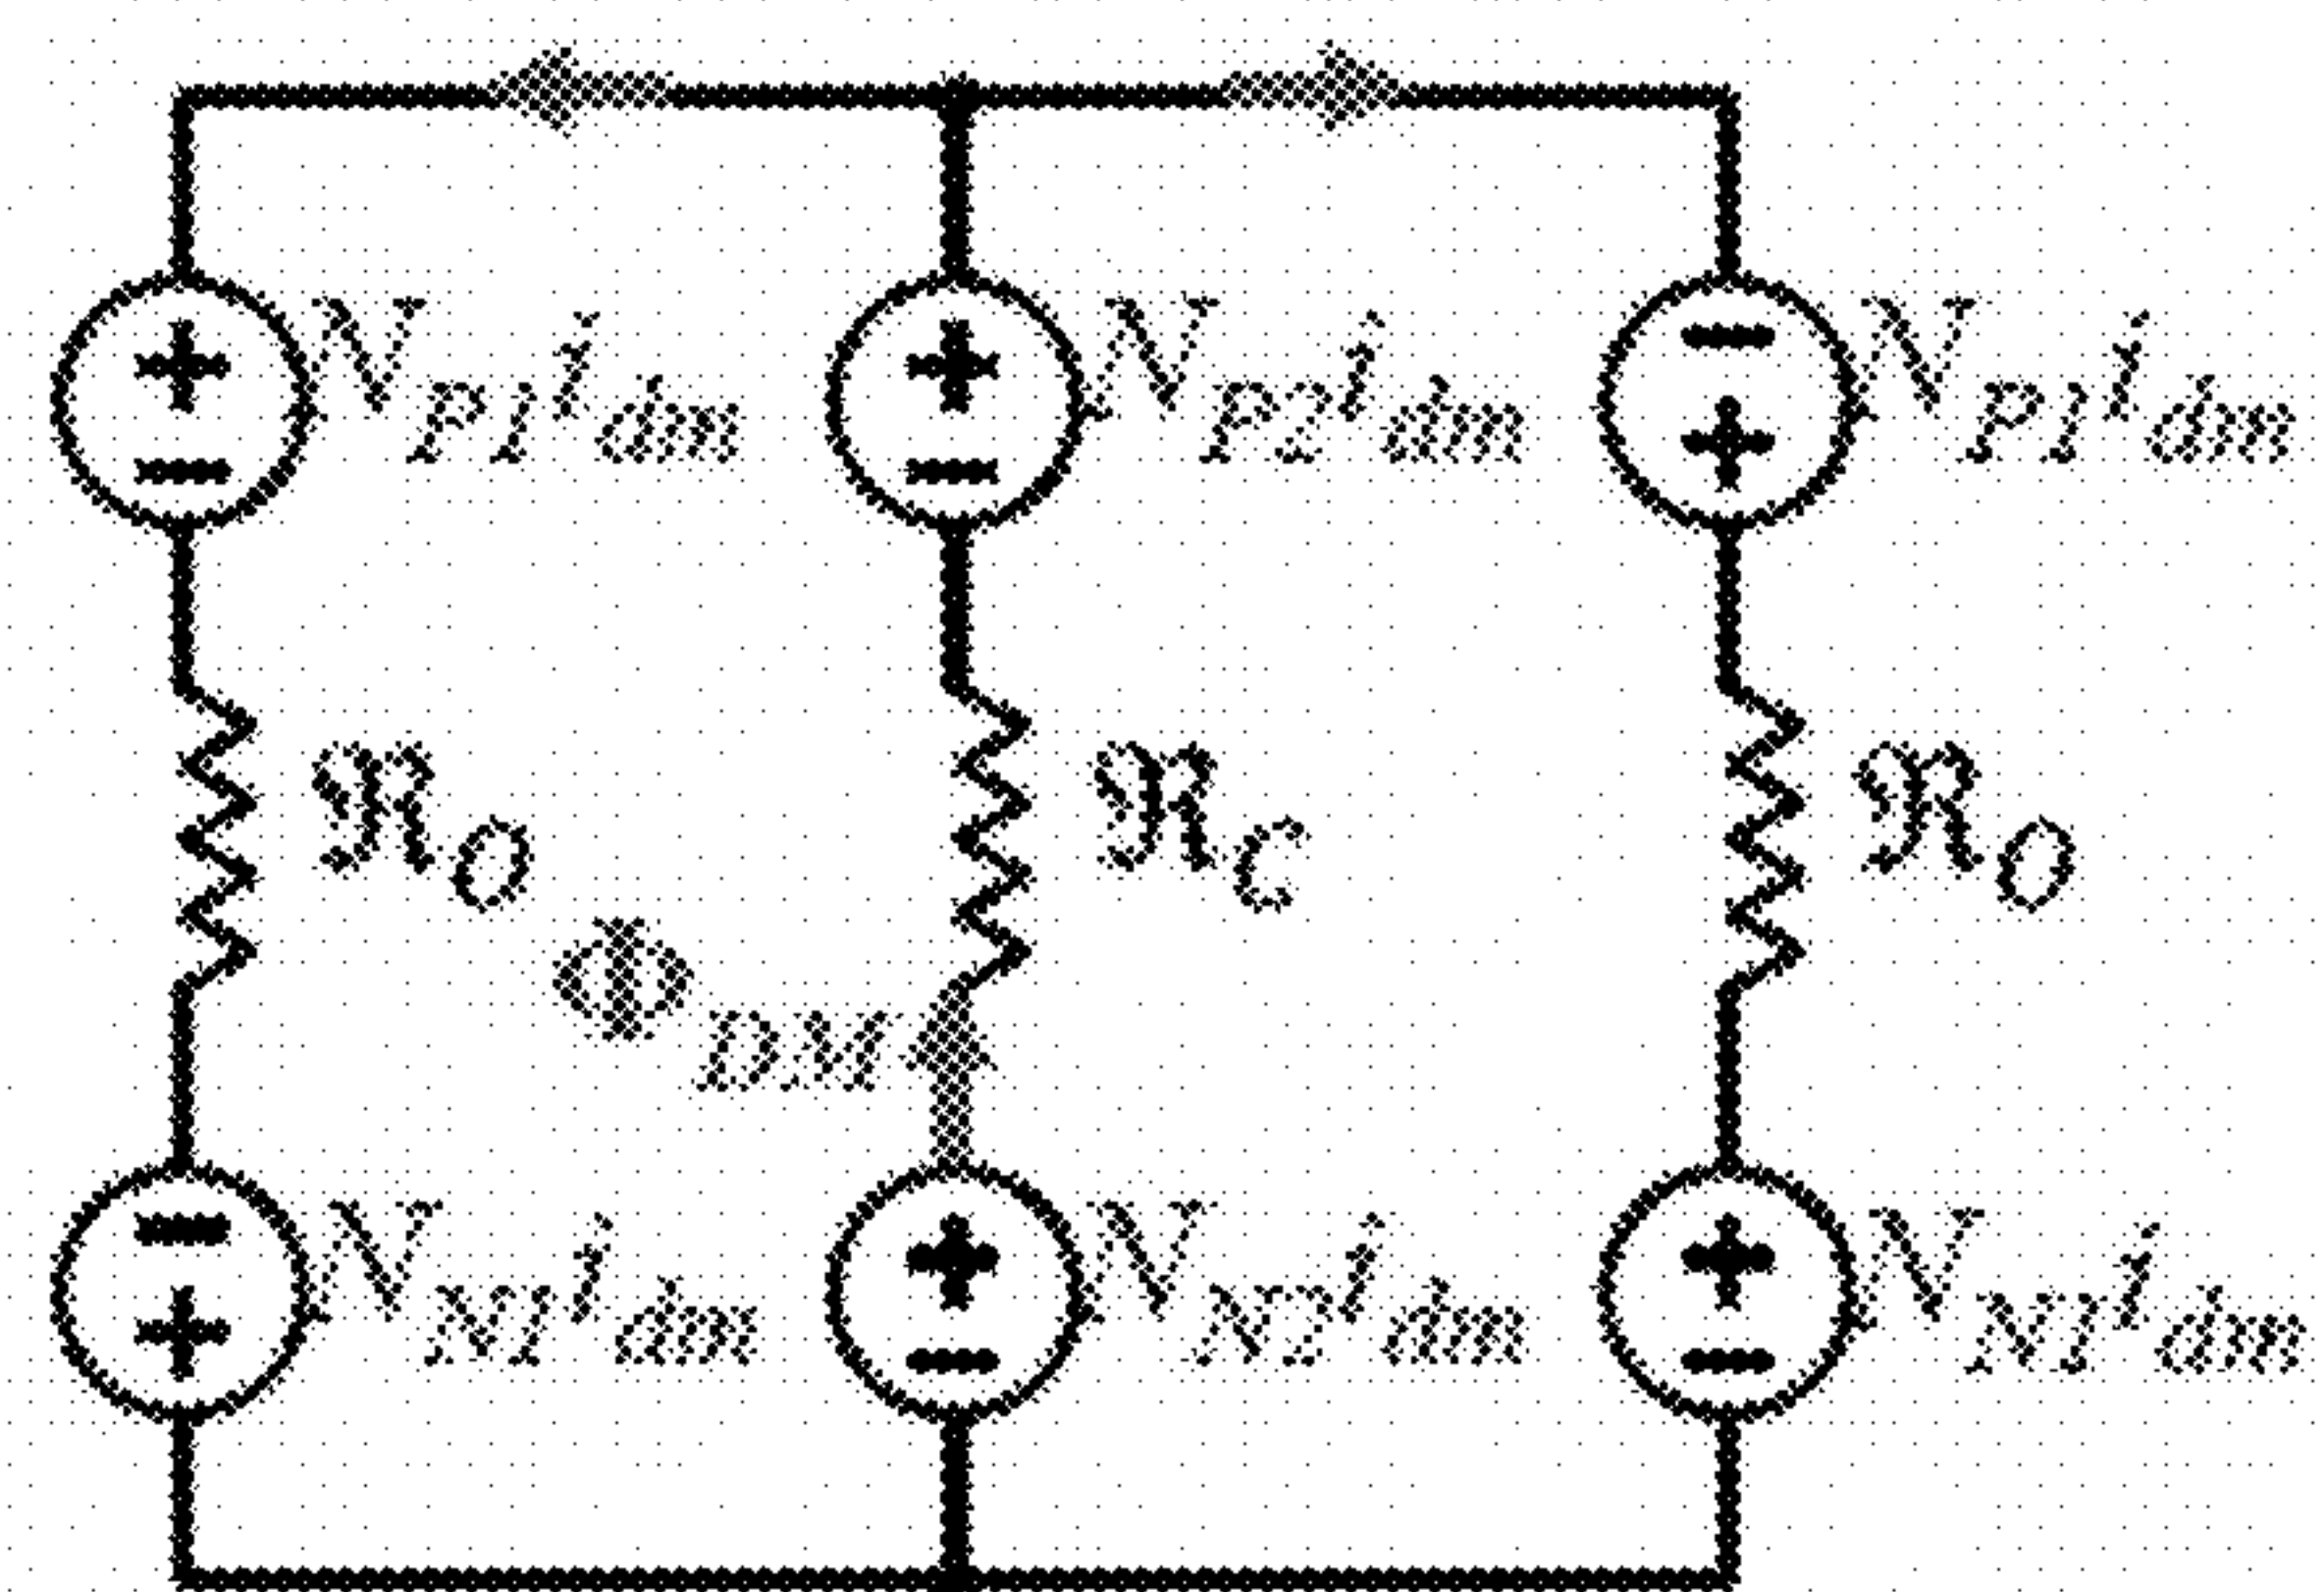 + + −
N_{P1}i_{dm} N_{P2}i_{dm} N_{P1}i_{dm}
− − +
ℜ_O ℜ_C ℜ_O
Φ_{DM}
− + +
N_{N1}i_{dm} N_{N2}i_{dm} N_{N1}i_{dm}
+ − −